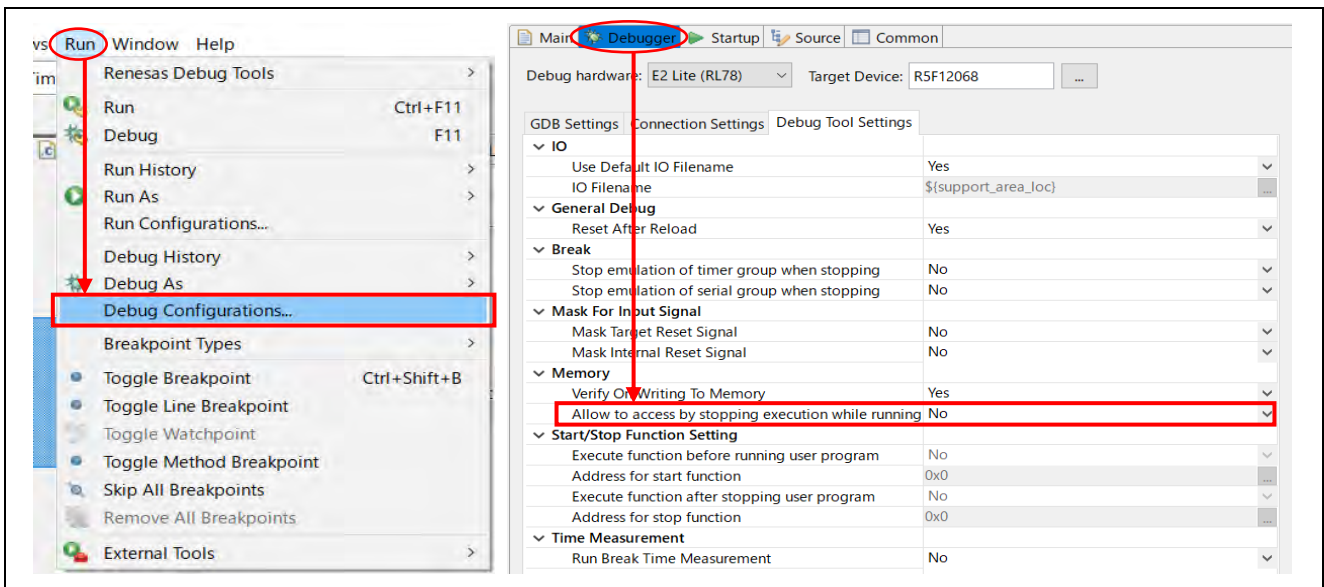 vs Run Window Help
Tim
Renesas Debug Tools
Run Ctrl+F11
Debug F11
.c
Run History
Run As
Run Configurations...
Debug History
Debug As
Debug Configurations...
Breakpoint Types
Toggle Breakpoint Ctrl+Shift+B
Toggle Line Breakpoint
Toggle Watchpoint
Toggle Method Breakpoint
Skip All Breakpoints
Remove All Breakpoints
External Tools
Main Debugger Startup Source Common
Debug hardware: E2 Lite (RL78) Target Device: R5F12068 ...
GDB Settings Connection Settings Debug Tool Settings
IO
Use Default IO Filename Yes
IO Filename ${support_area_loc} ...
General Debug
Reset After Reload Yes
Break
Stop emulation of timer group when stopping No
Stop emulation of serial group when stopping No
Mask For Input Signal
Mask Target Reset Signal No
Mask Internal Reset Signal No
Memory
Verify On Writing To Memory Yes
Allow to access by stopping execution while running No
Start/Stop Function Setting
Execute function before running user program No
Address for start function 0x0 ...
Execute function after stopping user program No
Address for stop function 0x0 ...
Time Measurement
Run Break Time Measurement No